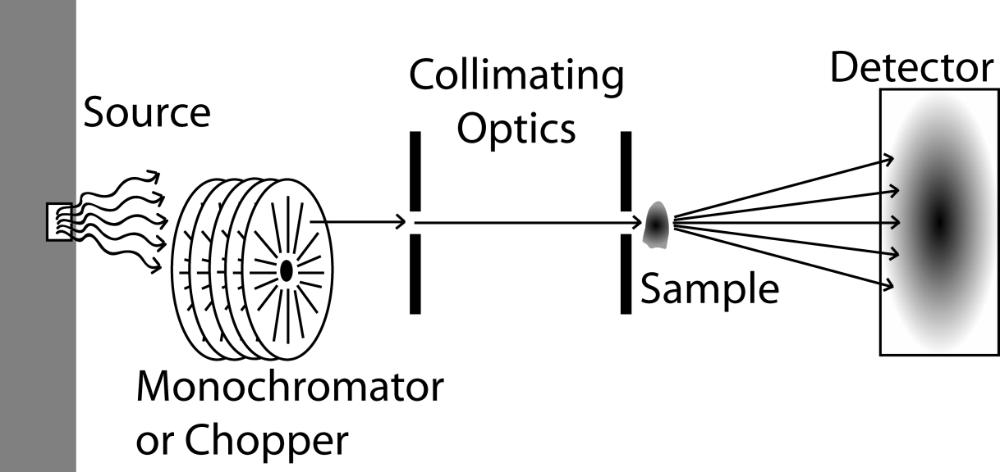 Source
Monochromator
or Chopper
Collimating
Optics
Sample
Detector